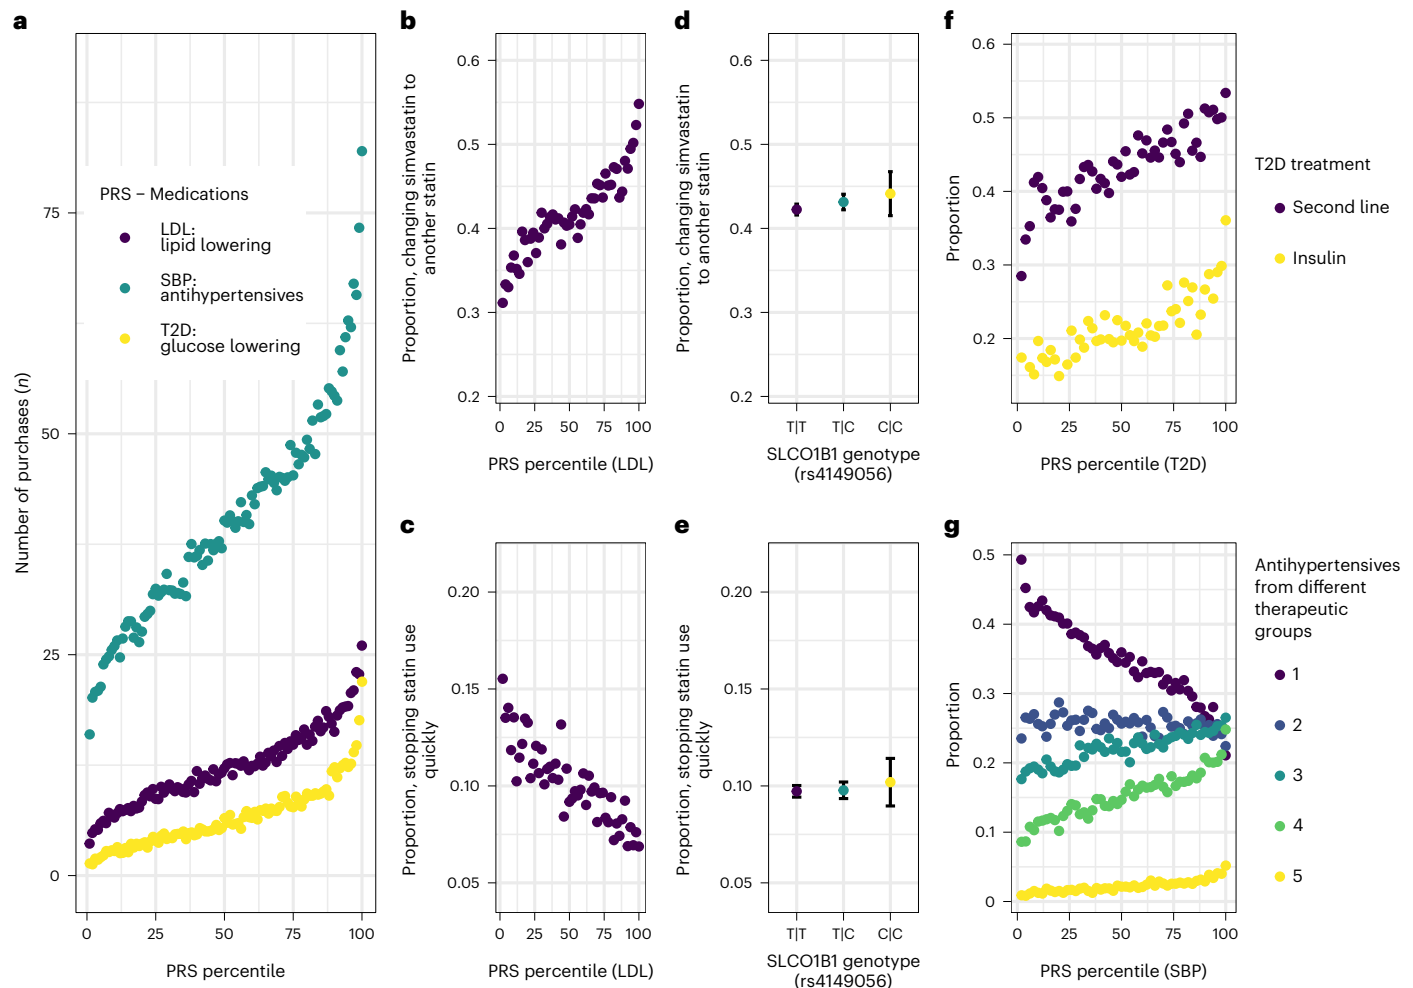 a
PRS – Medications
LDL:
lipid lowering
SBP:
antihypertensives
T2D:
glucose lowering
Number of purchases (n)
75
50
25
0
0 25 50 75 100
PRS percentile
b
Proportion, changing simvastatin to
another statin
0.6
0.5
0.4
0.3
0.2
0 25 50 75 100
PRS percentile (LDL)
c
Proportion, stopping statin use
quickly
0.20
0.15
0.10
0.05
0 25 50 75 100
PRS percentile (LDL)
d
Proportion, changing simvastatin
to another statin
0.6
0.5
0.4
0.3
0.2
T|T T|C C|C
SLCO1B1 genotype
(rs4149056)
e
Proportion, stopping statin use
quickly
0.20
0.15
0.10
0.05
T|T T|C C|C
SLCO1B1 genotype
(rs4149056)
f
Proportion
0.6
0.5
0.4
0.3
0.2
0 25 50 75 100
PRS percentile (T2D)
T2D treatment
Second line
Insulin
g
Proportion
0.5
0.4
0.3
0.2
0.1
0
0 25 50 75 100
PRS percentile (SBP)
Antihypertensives
from different
therapeutic
groups
1
2
3
4
5